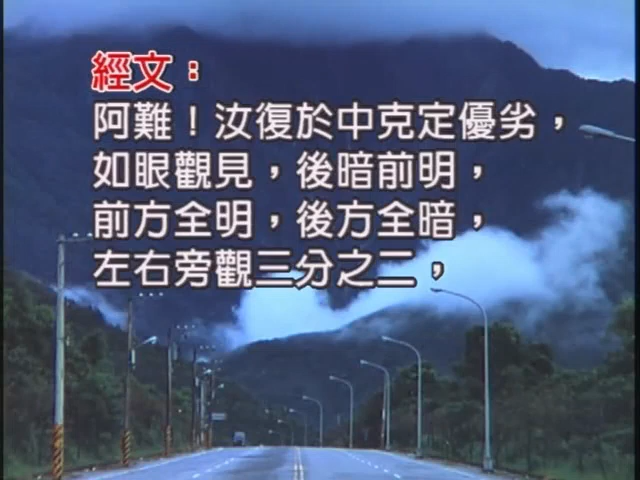 經文：
阿難！汝復於中克定優劣，
如眼觀見，後暗前明，
前方全明，後方全暗，
左右旁觀三分之二，